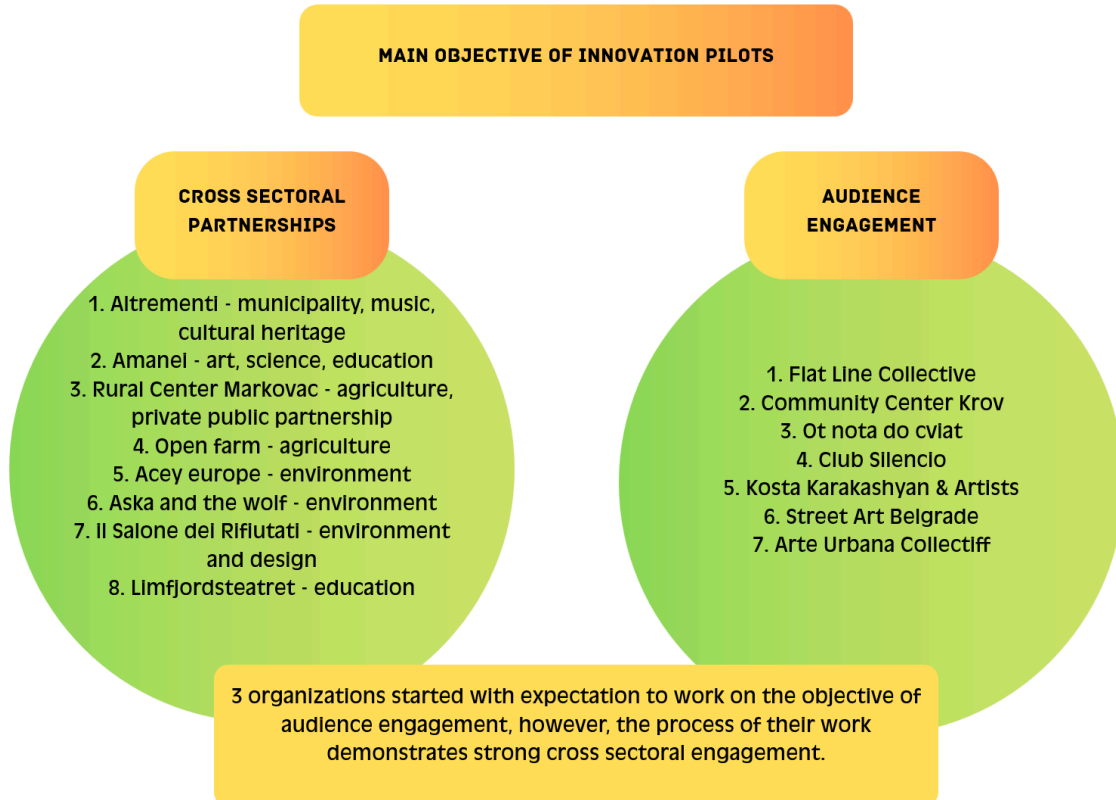 MAIN OBJECTIVE OF INNOVATION PILOTS
CROSS SECTORAL
PARTNERSHIPS
1. Altrementi - municipality, music,
cultural heritage
2. Amanei - art, science, education
3. Rural Center Markovac - agriculture,
private public partnership
4. Open farm - agriculture
5. Acey europe - environment
6. Aska and the wolf - environment
7. Il Salone dei Rifiutati - environment
and design
8. Limfjordsteatret - education
AUDIENCE
ENGAGEMENT
1. Flat Line Collective
2. Community Center Krov
3. Ot nota do cviat
4. Club Silencio
5. Kosta Karakashyan & Artists
6. Street Art Belgrade
7. Arte Urbana Collectiff
3 organizations started with expectation to work on the objective of
audience engagement, however, the process of their work
demonstrates strong cross sectoral engagement.